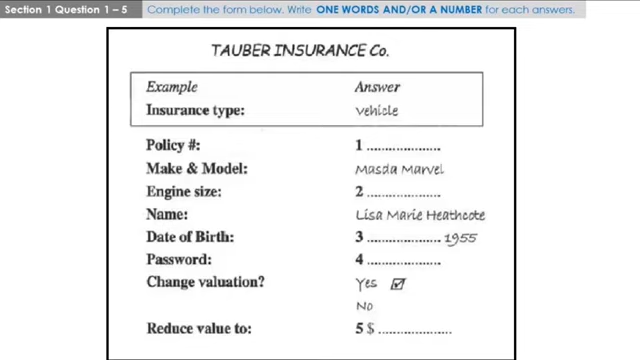 Section 1 Question 1 – 5 Complete the form below. Write ONE WORDS AND/OR A NUMBER for each answers.
TAUBER INSURANCE Co.
Example Answer
Insurance type: Vehicle
Policy #: 1 .....................
Make & Model: Masda Marvel
Engine size: 2 .....................
Name: Lisa Marie Heathcote
Date of Birth: 3 ..................... 1955
Password: 4 .....................
Change valuation? Yes ☑
No
Reduce value to: 5 $ .....................